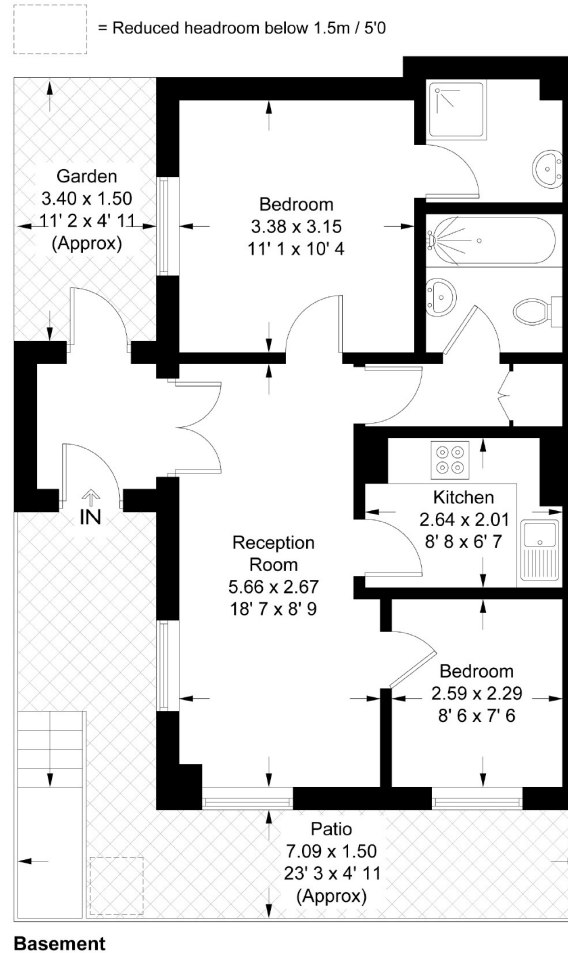 = Reduced headroom below 1.5m / 5'0
Garden
3.40 x 1.50
11' 2 x 4' 11
(Approx)
Bedroom
3.38 x 3.15
11' 1 x 10' 4
IN
Reception
Room
5.66 x 2.67
18' 7 x 8' 9
Kitchen
2.64 x 2.01
8' 8 x 6' 7
Bedroom
2.59 x 2.29
8' 6 x 7' 6
Patio
7.09 x 1.50
23' 3 x 4' 11
(Approx)
Basement